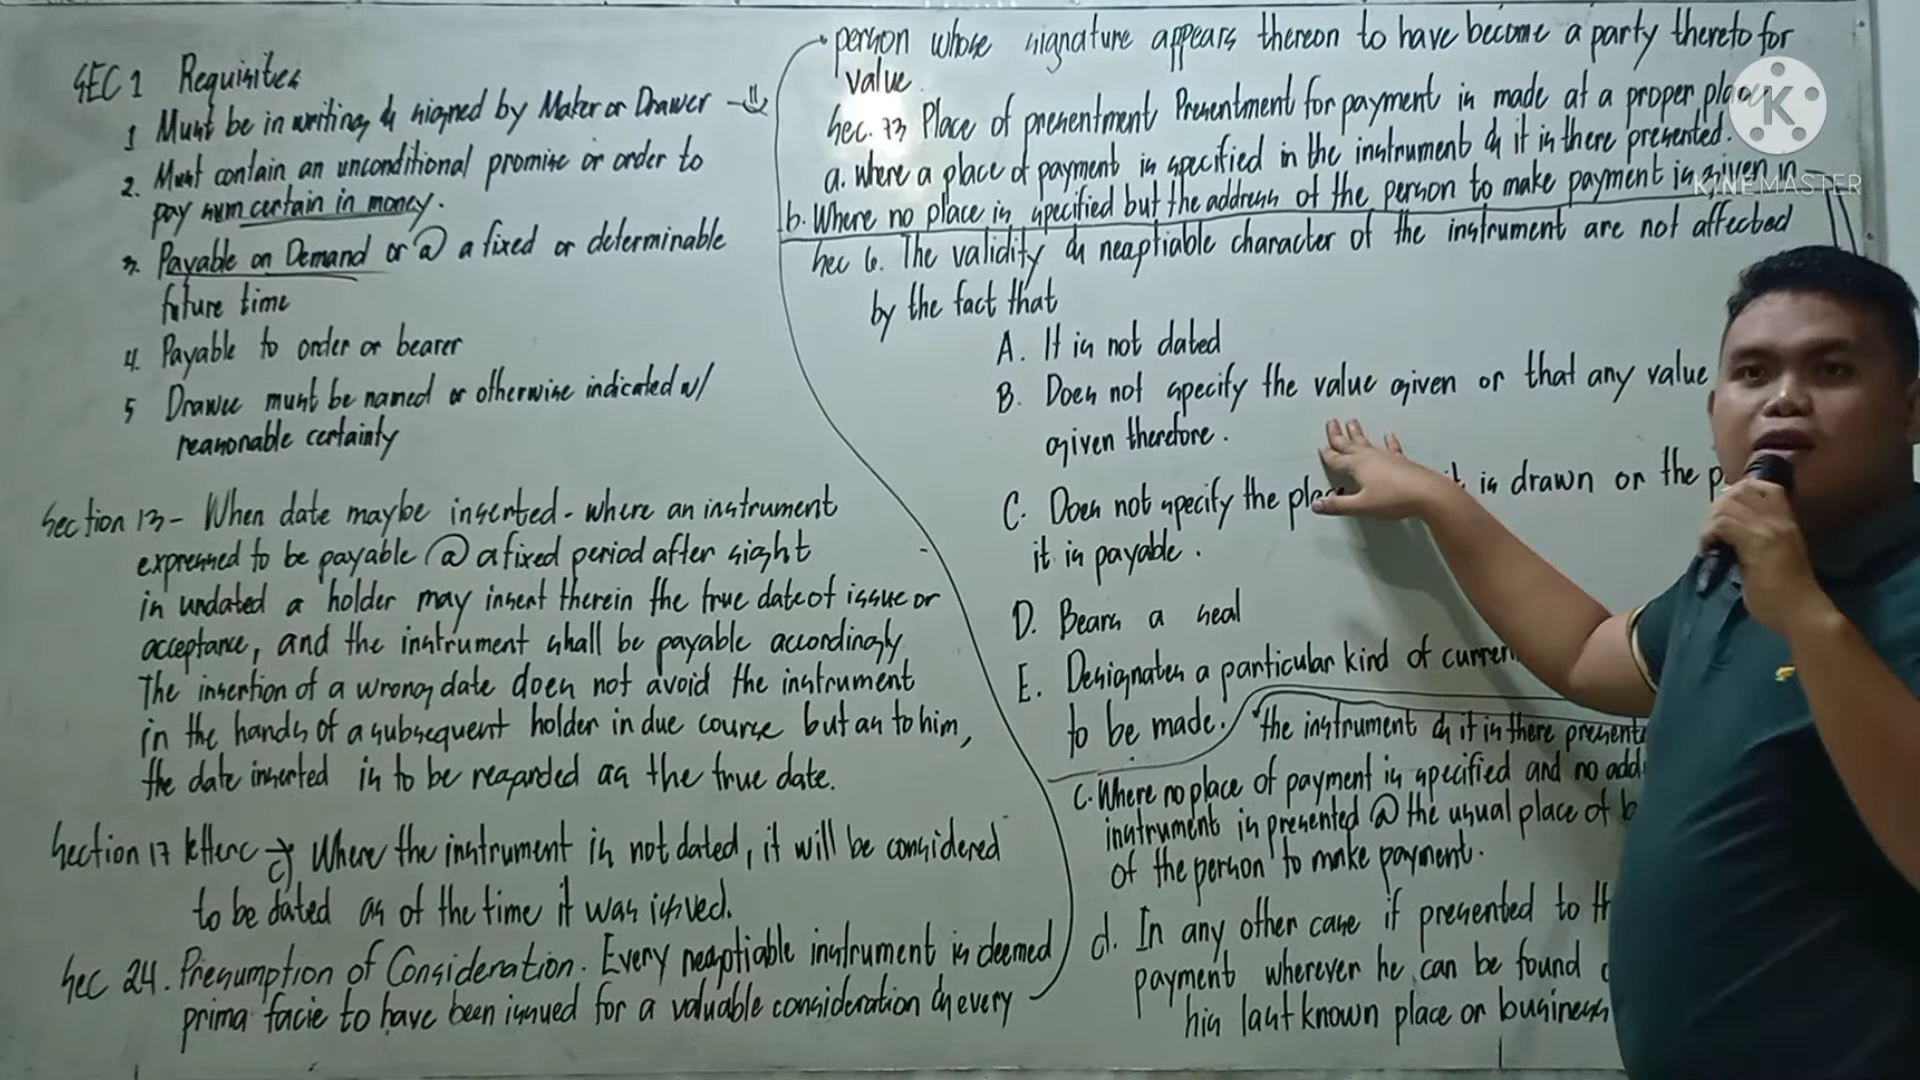 SEC 1 Requisites
1 Must be in writing & signed by Maker or Drawer
2. Must contain an unconditional promise or order to
pay sum certain in money.
3. Payable on Demand or @ a fixed or determinable
future time
4. Payable to order or bearer
5 Drawee must be named or otherwise indicated w/
reasonable certainty
Section 13 - When date maybe inserted - where an instrument
expressed to be payable @ a fixed period after sight
is undated a holder may insert therein the true date of issue or
acceptance, and the instrument shall be payable accordingly
The insertion of a wrong date does not avoid the instrument
in the hands of a subsequent holder in due course but as to him,
the date inserted is to be regarded as the true date.
Section 17 letter c → c) Where the instrument is not dated, it will be considered
to be dated as of the time it was issued.
Sec 24. Presumption of Consideration. Every negotiable instrument is deemed
prima facie to have been issued for a valuable consideration & every
person whose signature appears thereon to have become a party thereto for
value
Sec. 73 Place of presentment Presentment for payment is made at a proper place
a. where a place of payment is specified in the instrument & it is there presented.
b. Where no place is specified but the address of the person to make payment is given in
Sec 6. The validity & negotiable character of the instrument are not affected
by the fact that
A. It is not dated
B. Does not specify the value given or that any value
given therefore.
C. Does not specify the place it is drawn or the p
it is payable.
D. Bears a seal
E. Designates a particular kind of curren
to be made.
the instrument & it is there present
c. Where no place of payment is specified and no add
instrument is presented @ the usual place of b
of the person to make payment.
d. In any other case if presented to th
payment wherever he can be found o
his last known place or business
K
KINEMASTER